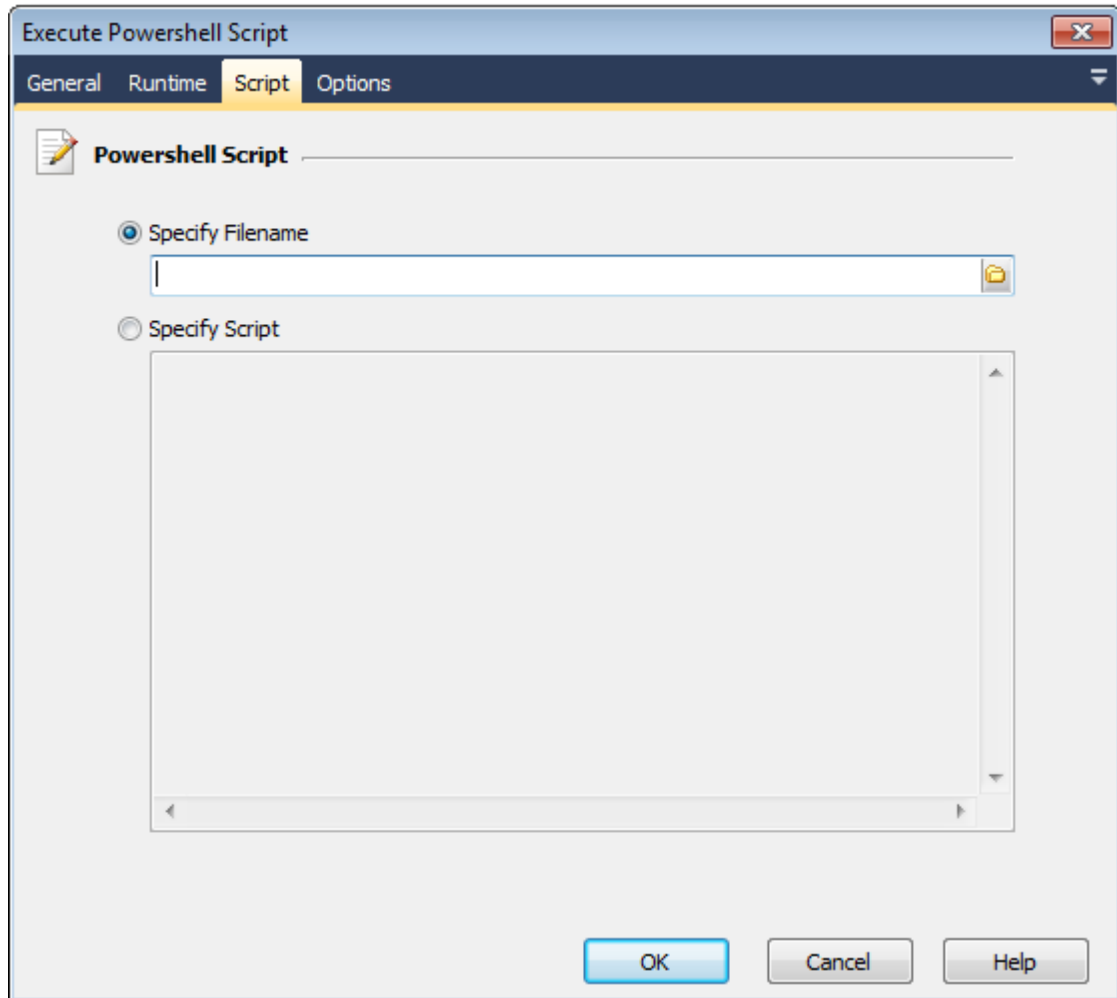 Execute Powershell Script
General Runtime Script Options
Powershell Script
Specify Filename
Specify Script
OK Cancel Help